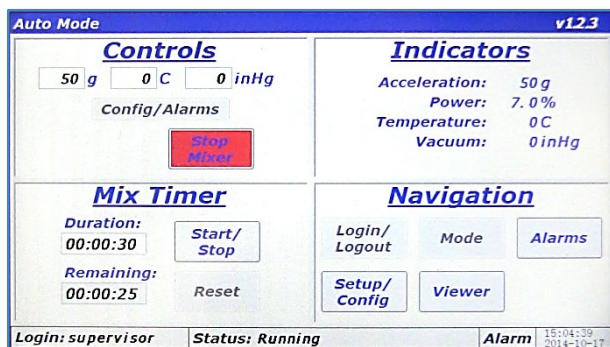 Auto Mode v1.2.3
Controls
50 g 0 C 0 inHg
Config/Alarms
Stop
Mixer
Indicators
Acceleration: 50 g
Power: 7.0%
Temperature: 0 C
Vacuum: 0 inHg
Mix Timer
Duration:
00:00:30
Start/
Stop
Remaining:
00:00:25
Reset
Navigation
Login/
Logout
Mode
Alarms
Setup/
Config
Viewer
Login: supervisor Status: Running Alarm 15:04:39
2014-10-17